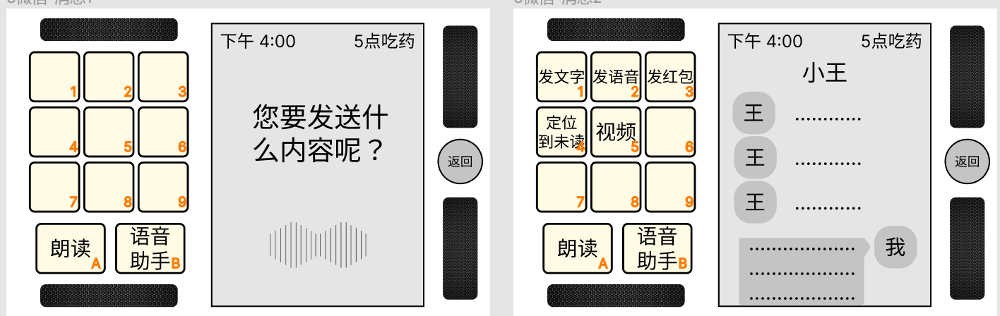 下午 4:00
5点吃药
1
2
3
4
5
6
7
8
9
您要发送什
么内容呢？
返回
朗读
A
语音
助手
B
下午 4:00
5点吃药
小王
发文字
1
发语音
2
发红包
3
定位
到未读
4
视频
5
6
7
8
9
王
...........
王
...........
王
...........
返回
朗读
A
语音
助手
B
我
..................
..................
..................